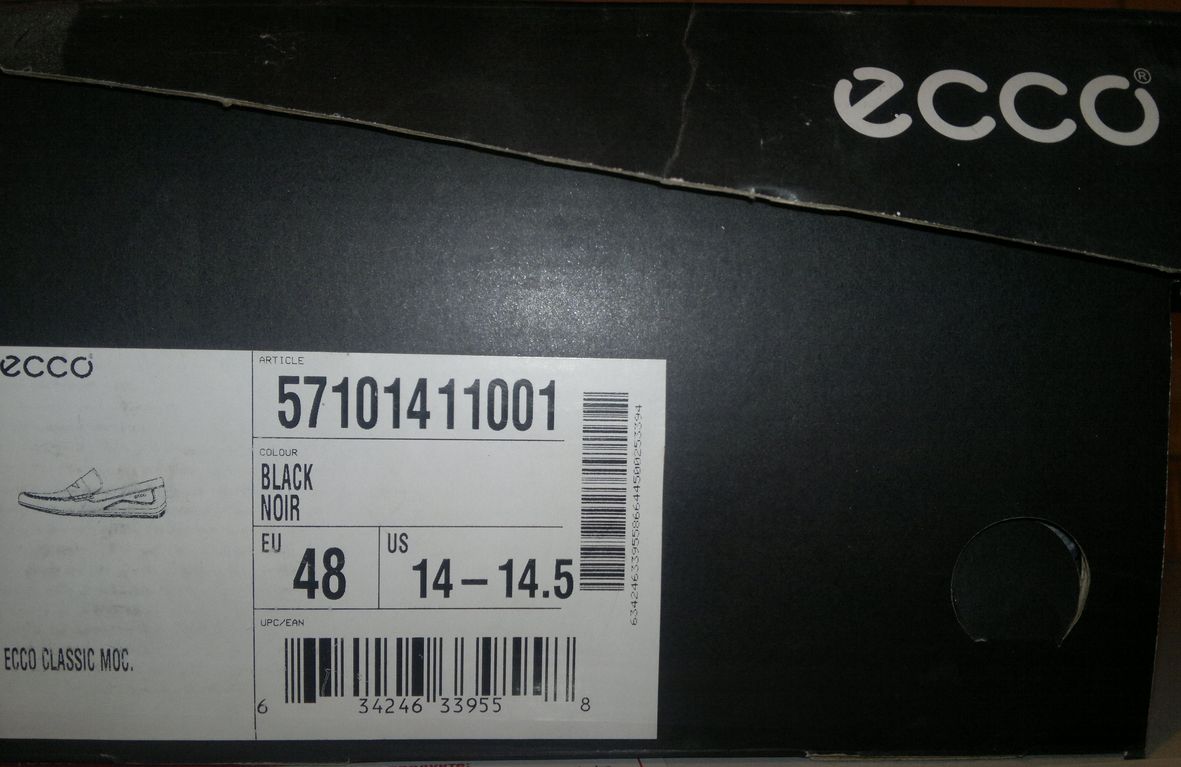 ecco®
ecco
ARTICLE
57101411001
COLOUR
BLACK
NOIR
EU
48
US
14 – 14.5
UPC/EAN
6 34246 33955 8
ECCO CLASSIC MOC.